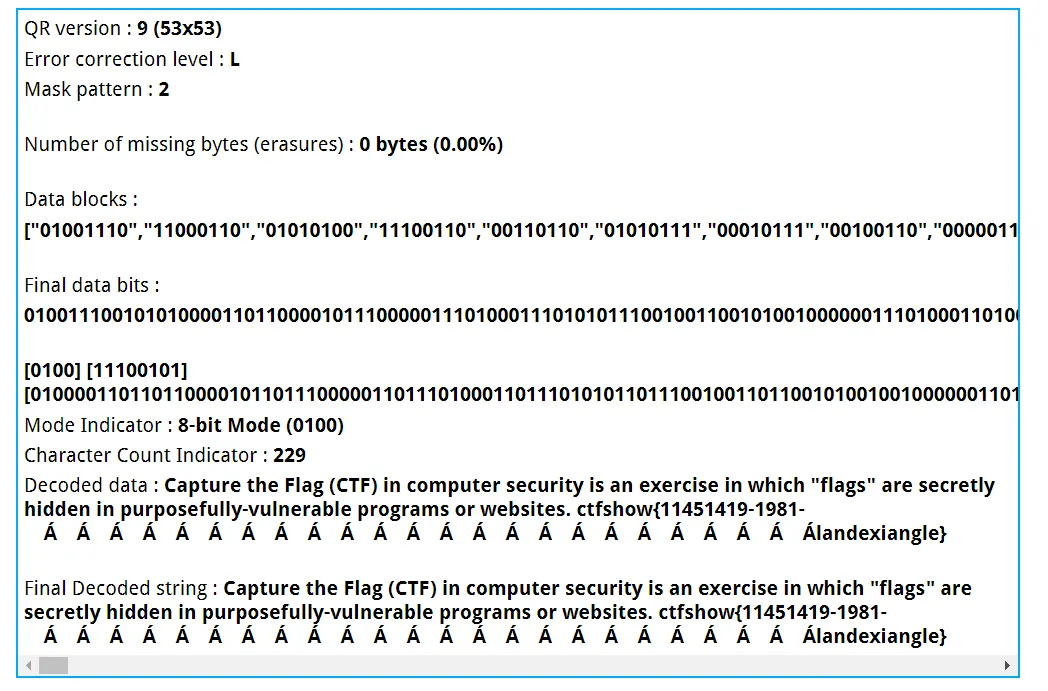 QR version : 9 (53x53)
Error correction level : L
Mask pattern : 2
Number of missing bytes (erasures) : 0 bytes (0.00%)
Data blocks :
["01001110","11000110","01010100","11100110","00110110","01010111","00010111","00100110","0000011
Final data bits :
0100111001010100001101100001011100000111010001110101011100100110010100100000011101000110100
[0100] [11100101]
[010000110110110000101101110000011011101000110111010101101110010011011001010010010000001101
Mode Indicator : 8-bit Mode (0100)
Character Count Indicator : 229
Decoded data : Capture the Flag (CTF) in computer security is an exercise in which "flags" are secretly
hidden in purposefully-vulnerable programs or websites. ctfshow{11451419-1981-
Á Á Á Á Á Á Á Á Á Á Á Á Á Á Á Á Á Á Á Á Á Á Á Álandexiangle}
Final Decoded string : Capture the Flag (CTF) in computer security is an exercise in which "flags" are
secretly hidden in purposefully-vulnerable programs or websites. ctfshow{11451419-1981-
Á Á Á Á Á Á Á Á Á Á Á Á Á Á Á Á Á Á Á Á Á Á Á Álandexiangle}